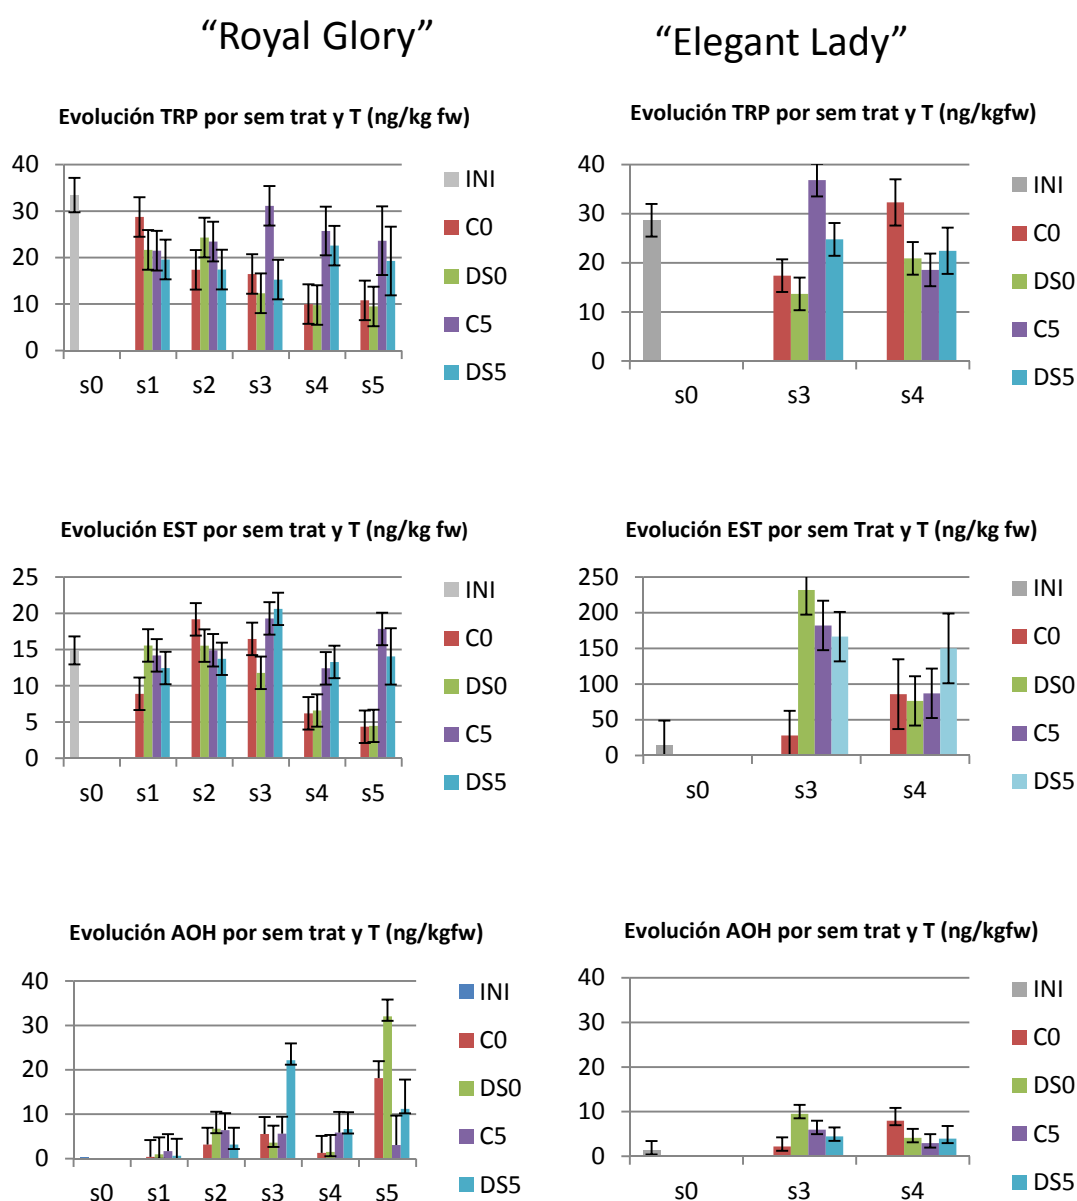 “Royal Glory”
“Elegant Lady”
Evolución TRP por sem trat y T (ng/kg fw)
40
30
20
10
0
s0 s1 s2 s3 s4 s5
INI
C0
DS0
C5
DS5
Evolución TRP por sem trat y T (ng/kgfw)
40
30
20
10
0
s0 s3 s4
INI
C0
DS0
C5
DS5
Evolución EST por sem trat y T (ng/kg fw)
25
20
15
10
5
0
s0 s1 s2 s3 s4 s5
INI
C0
DS0
C5
DS5
Evolución EST por sem Trat y T (ng/kg fw)
250
200
150
100
50
0
s0 s3 s4
INI
C0
DS0
C5
DS5
Evolución AOH por sem trat y T (ng/kgfw)
40
30
20
10
0
s0 s1 s2 s3 s4 s5
INI
C0
DS0
C5
DS5
Evolución AOH por sem trat y T (ng/kgfw)
40
30
20
10
0
s0 s3 s4
INI
C0
DS0
C5
DS5